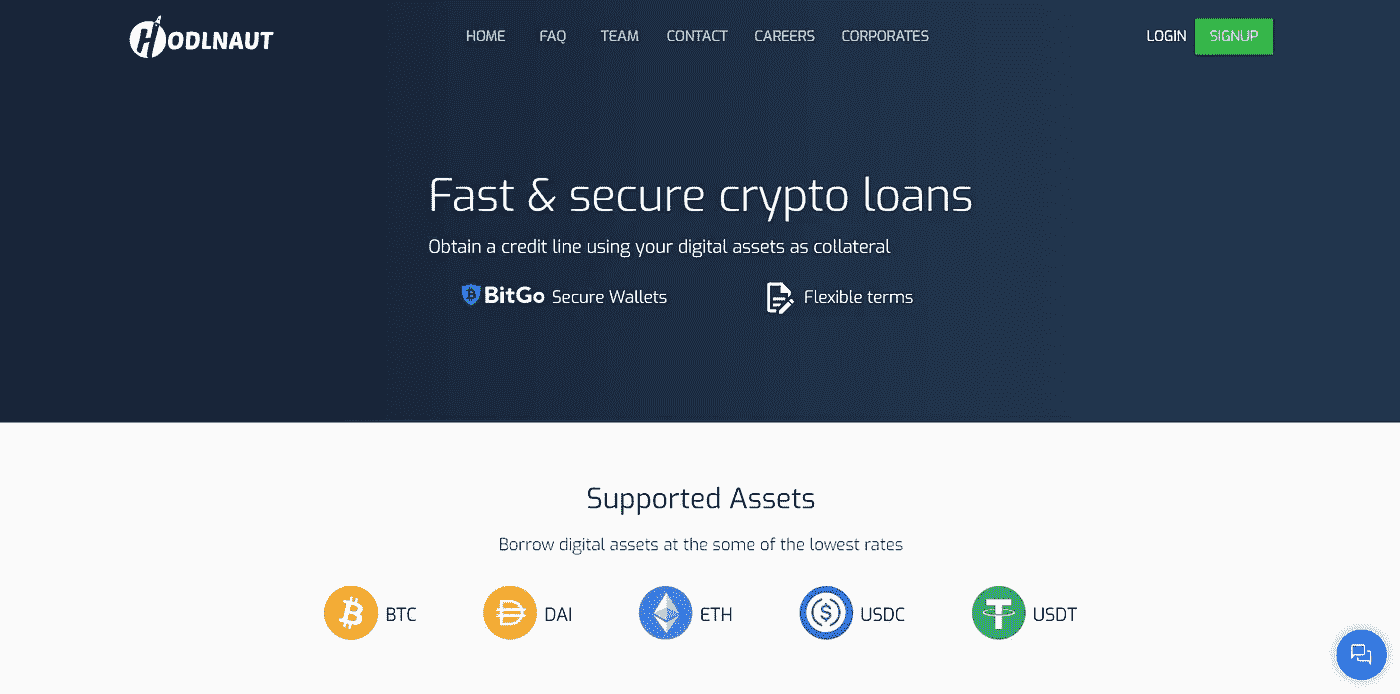 HODLNAUT HOME FAQ TEAM CONTACT CAREERS CORPORATES LOGIN SIGNUP
Fast & secure crypto loans
Obtain a credit line using your digital assets as collateral
BitGo Secure Wallets Flexible terms
Supported Assets
Borrow digital assets at the some of the lowest rates
BTC DAI ETH USDC USDT